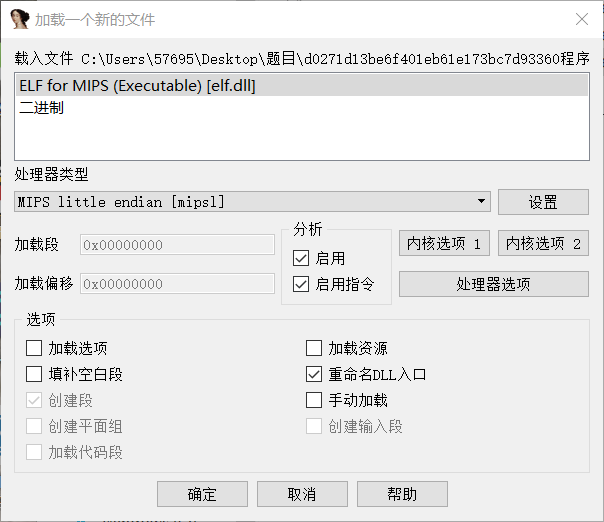 加载一个新的文件
载入文件 C:\Users\57695\Desktop\题目\d0271d13be6f401eb61e173bc7d93360程序
ELF for MIPS (Executable) [elf.dll]
二进制
处理器类型
MIPS little endian [mipsl] 设置
分析
加载段 0x00000000 启用 内核选项 1 内核选项 2
加载偏移 0x00000000 启用指令 处理器选项
选项
加载选项 加载资源
填补空白段 重命名DLL入口
创建段 手动加载
创建平面组 创建输入段
加载代码段
确定 取消 帮助